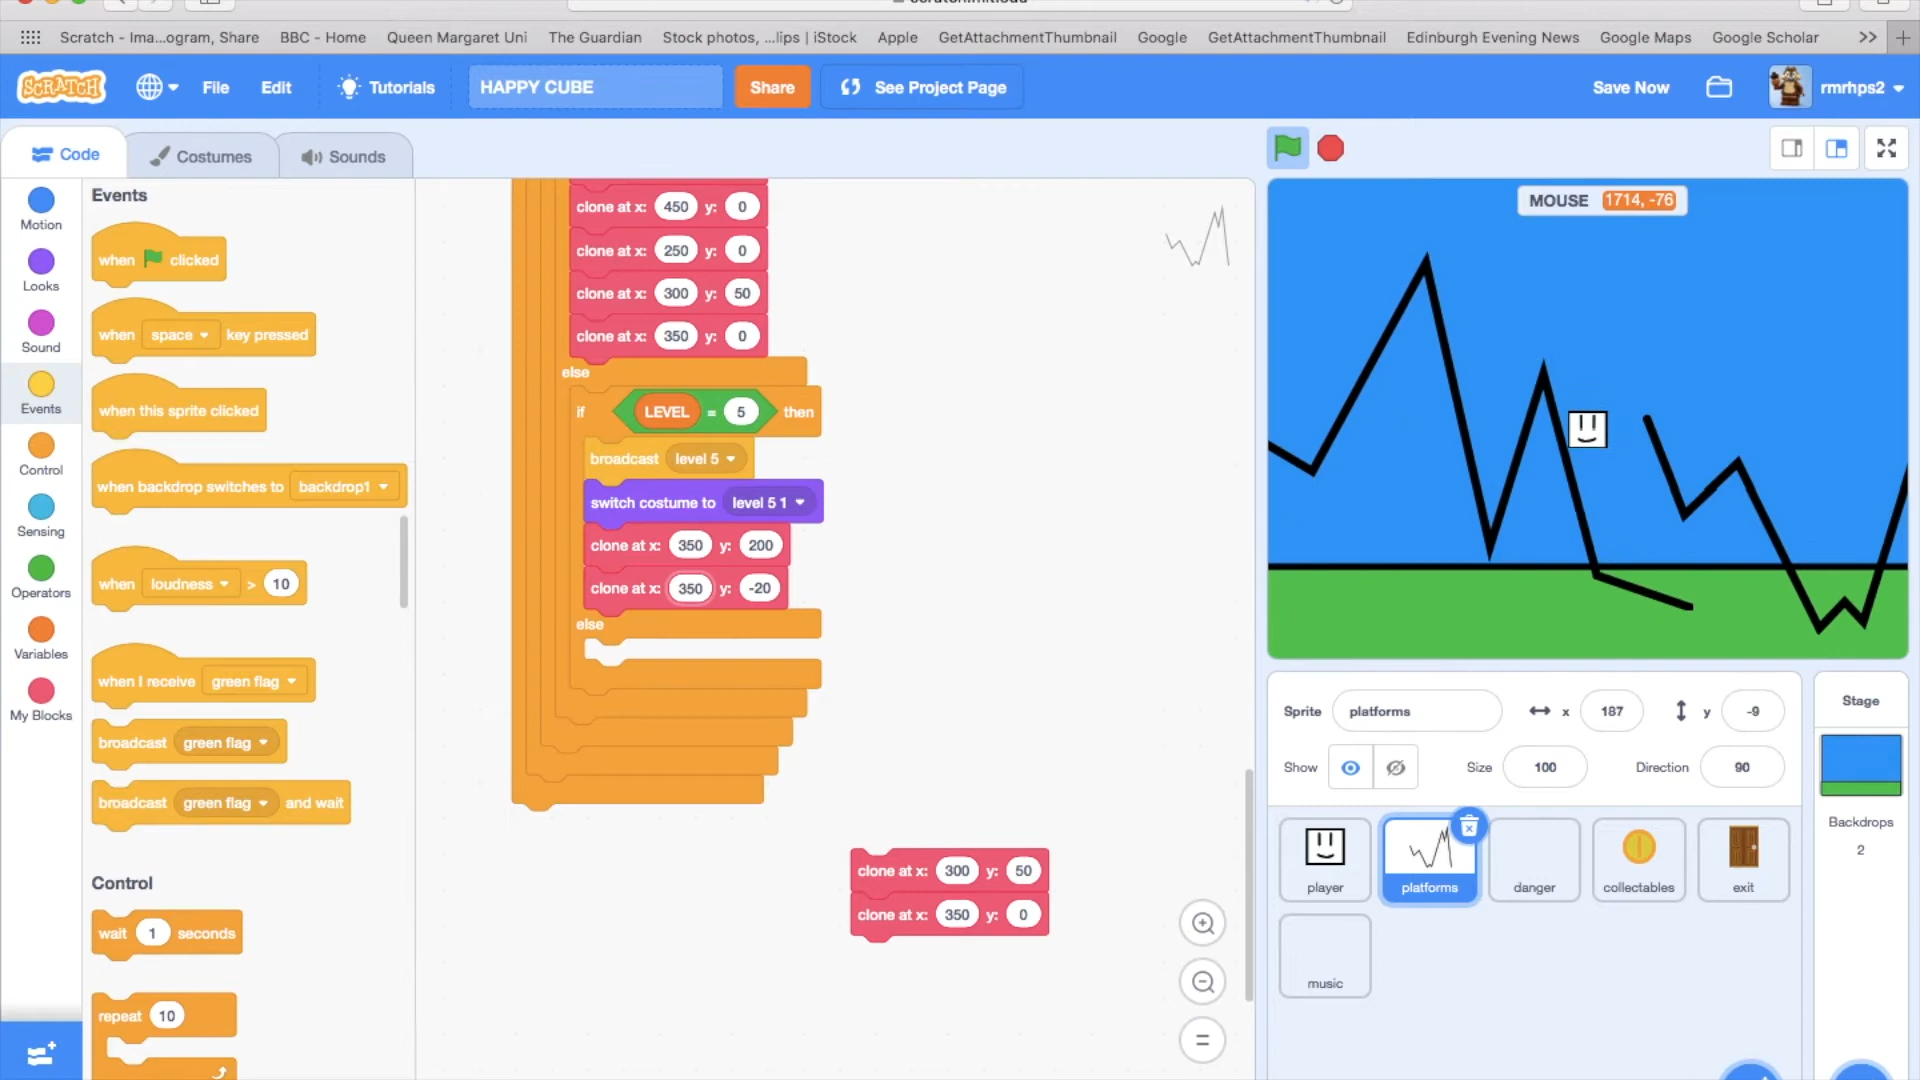 Scratch - Ima...ogram, Share
BBC - Home
Queen Margaret Uni
The Guardian
Stock photos, ...lips | iStock
Apple
GetAttachmentThumbnail
Google
GetAttachmentThumbnail
Edinburgh Evening News
Google Maps
Google Scholar
>>
+
SCRATCH
File
Edit
Tutorials
HAPPY CUBE
Share
See Project Page
Save Now
rmrhps2
Code
Costumes
Sounds
Motion
Looks
Sound
Events
Control
Sensing
Operators
Variables
My Blocks
Events
when clicked
when space key pressed
when this sprite clicked
when backdrop switches to backdrop1
when loudness > 10
when I receive green flag
broadcast green flag
broadcast green flag and wait
Control
wait 1 seconds
repeat 10
clone at x: 450 y: 0
clone at x: 250 y: 0
clone at x: 300 y: 50
clone at x: 350 y: 0
else
if LEVEL = 5 then
broadcast level 5
switch costume to level 5 1
clone at x: 350 y: 200
clone at x: 350 y: -20
else
clone at x: 300 y: 50
clone at x: 350 y: 0
MOUSE 1714, -76
Sprite platforms x 187 y -9
Show Size 100 Direction 90
player
platforms
danger
collectables
exit
music
Stage
Backdrops
2